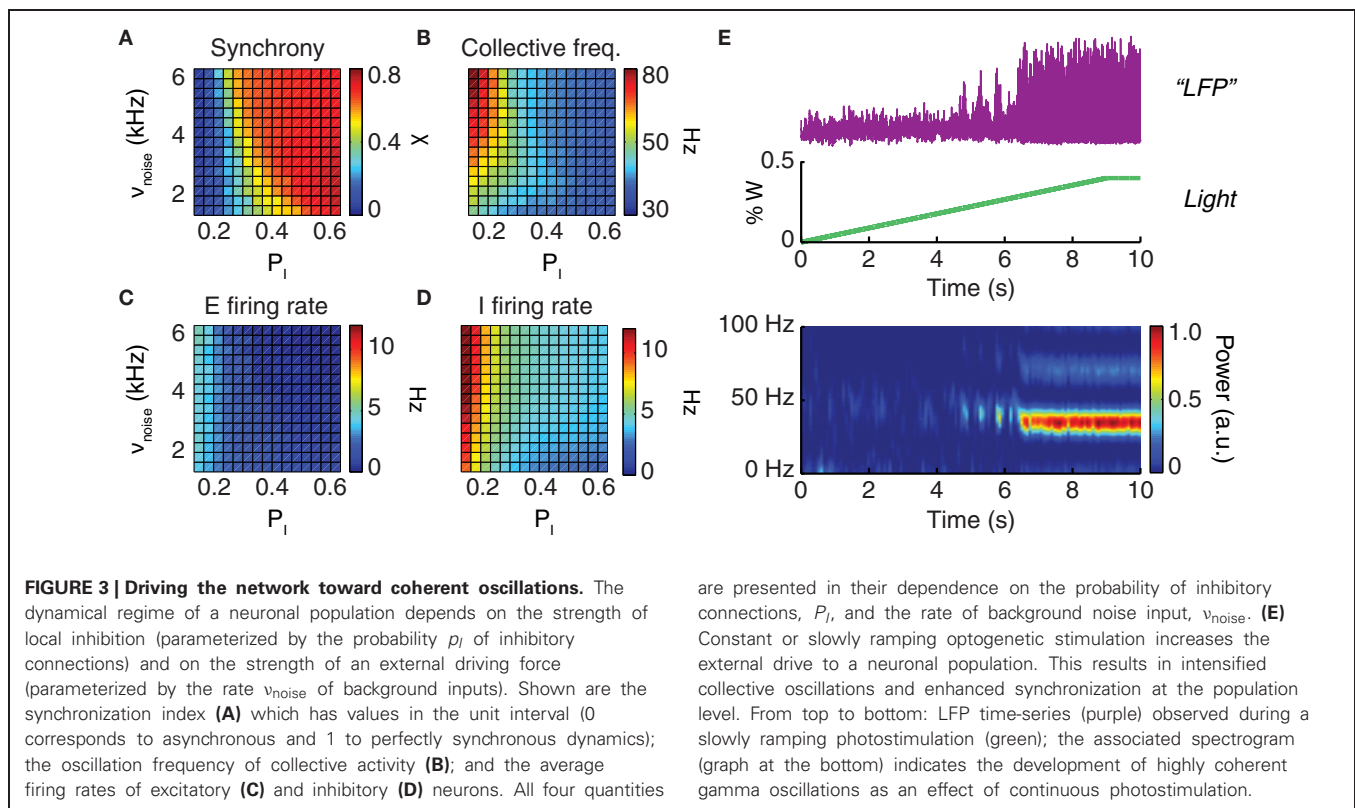 A
Synchrony
6
4
2
ν_noise (kHz)
0.2 0.4 0.6
P_I
0.8
0.4
0
χ
B
Collective freq.
0.2 0.4 0.6
P_I
80
50
30
Hz
C
E firing rate
6
4
2
ν_noise (kHz)
0.2 0.4 0.6
P_I
10
5
0
Hz
D
I firing rate
0.2 0.4 0.6
P_I
10
5
0
Hz
E
"LFP"
0.5
0
% W
Light
0 2 4 6 8 10
Time (s)
100 Hz
50 Hz
0 Hz
0 2 4 6 8 10
Time (s)
1.0
0.5
0
Power (a.u.)
FIGURE 3 | Driving the network toward coherent oscillations. The
dynamical regime of a neuronal population depends on the strength of
local inhibition (parameterized by the probability p_I of inhibitory
connections) and on the strength of an external driving force
(parameterized by the rate ν_noise of background inputs). Shown are the
synchronization index (A) which has values in the unit interval (0
corresponds to asynchronous and 1 to perfectly synchronous dynamics);
the oscillation frequency of collective activity (B); and the average
firing rates of excitatory (C) and inhibitory (D) neurons. All four quantities
are presented in their dependence on the probability of inhibitory
connections, P_I, and the rate of background noise input, ν_noise. (E)
Constant or slowly ramping optogenetic stimulation increases the
external drive to a neuronal population. This results in intensified
collective oscillations and enhanced synchronization at the population
level. From top to bottom: LFP time-series (purple) observed during a
slowly ramping photostimulation (green); the associated spectrogram
(graph at the bottom) indicates the development of highly coherent
gamma oscillations as an effect of continuous photostimulation.